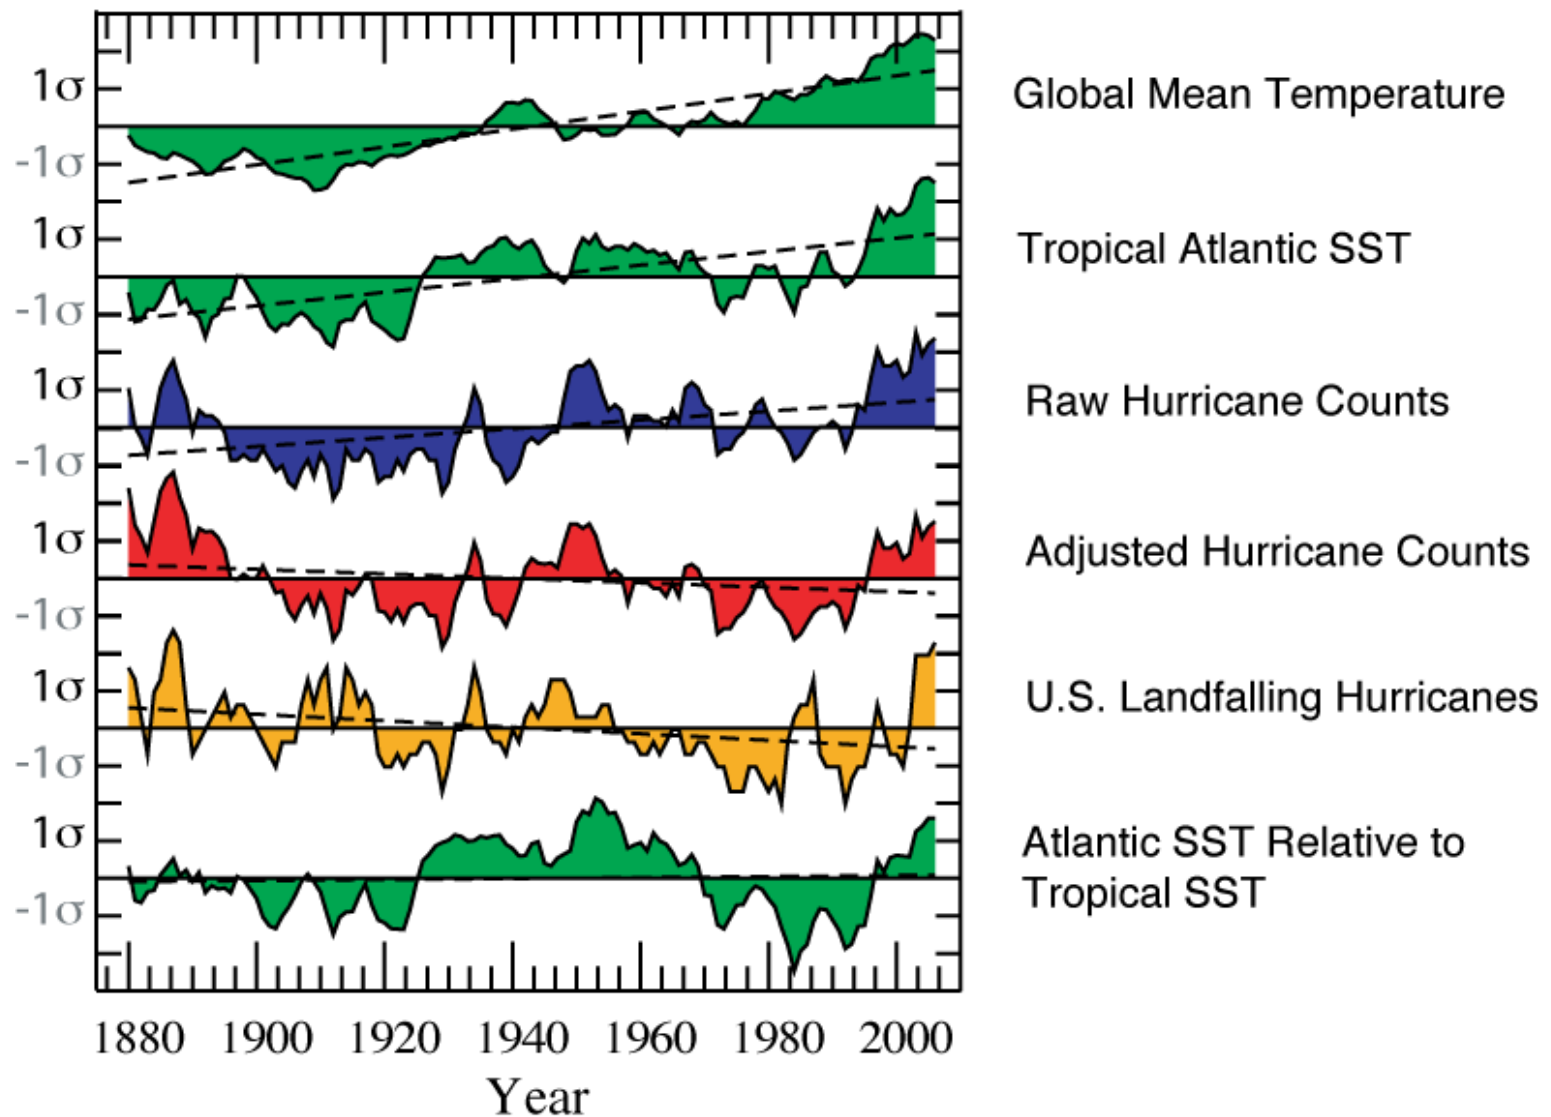 1σ
Global Mean Temperature
-1σ
1σ
Tropical Atlantic SST
-1σ
1σ
Raw Hurricane Counts
-1σ
1σ
Adjusted Hurricane Counts
-1σ
1σ
U.S. Landfalling Hurricanes
-1σ
1σ
Atlantic SST Relative to
Tropical SST
-1σ
1880 1900 1920 1940 1960 1980 2000
Year